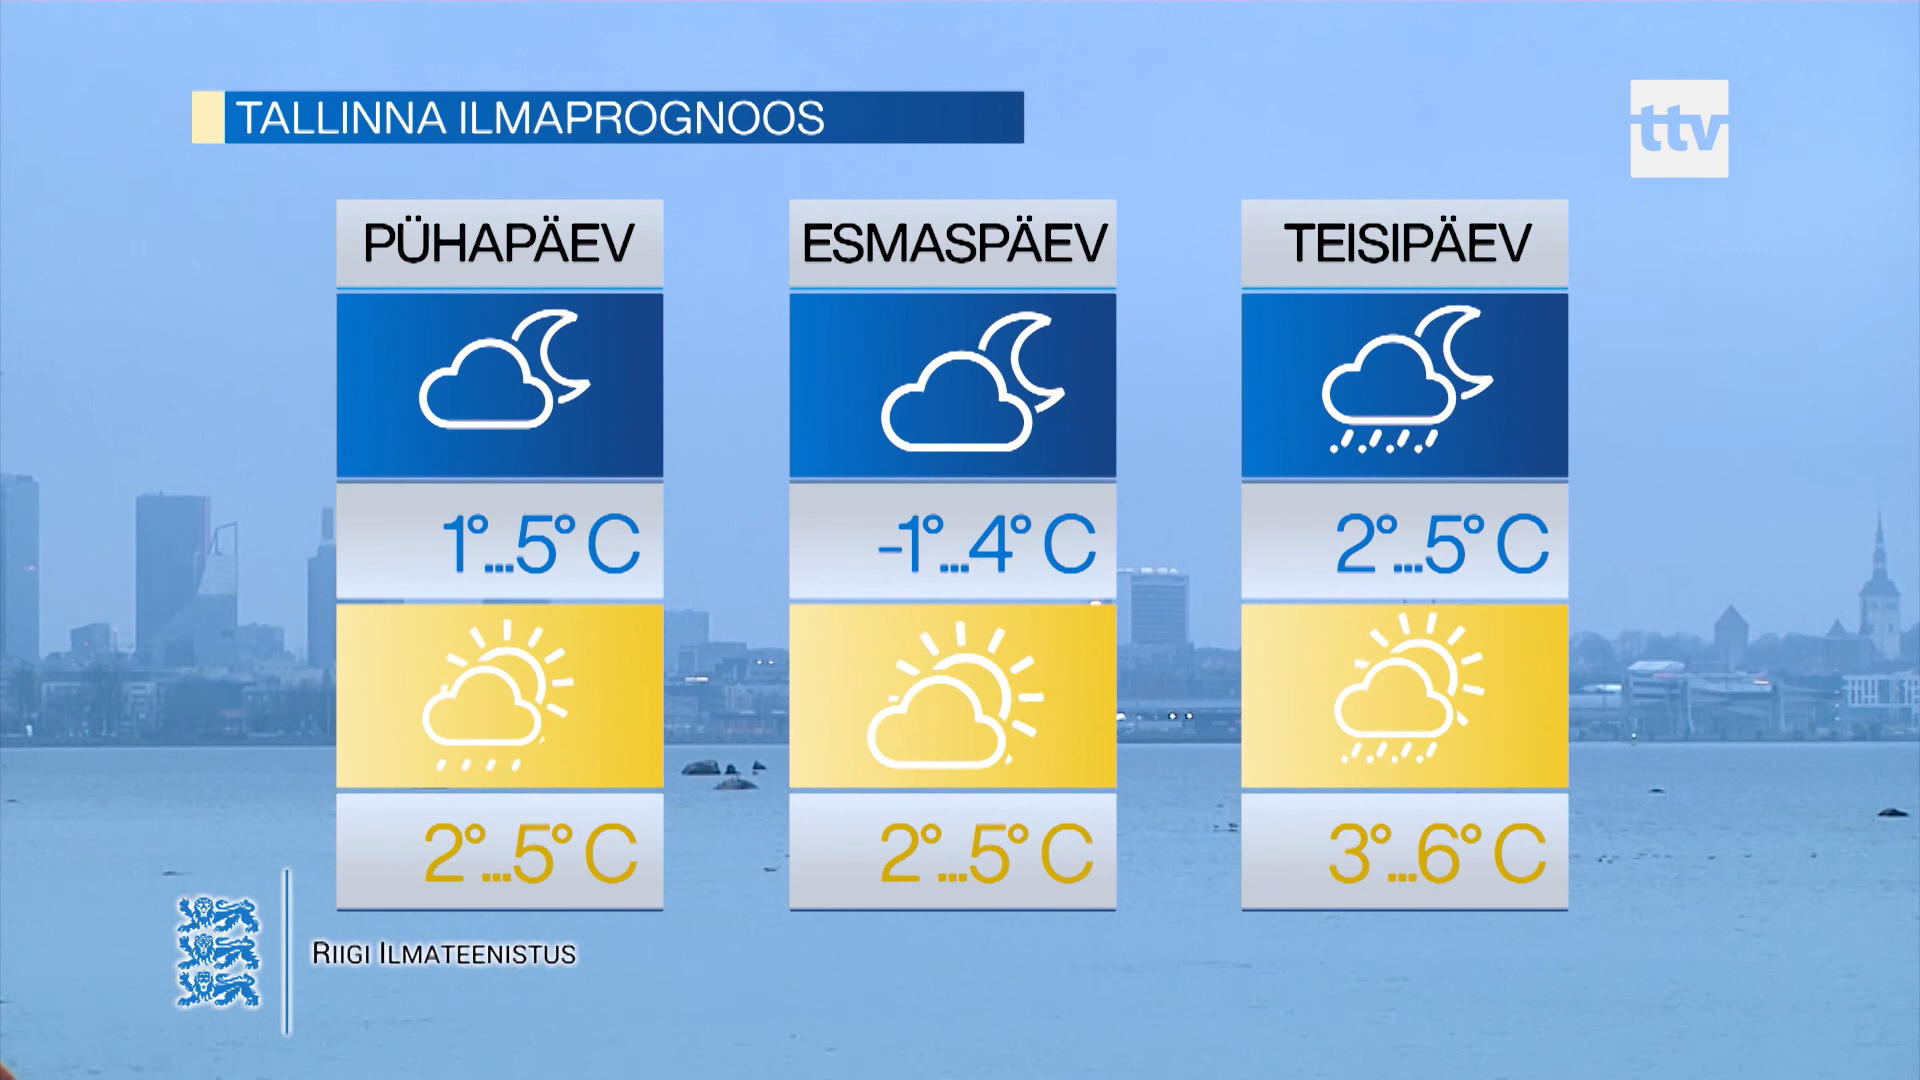 TALLINNA ILMAPROGNOOS
ttv
PÜHAPÄEV
1°...5° C
2°...5° C
ESMASPÄEV
-1°...4° C
2°...5° C
TEISIPÄEV
2°...5° C
3°...6° C
RIIGI ILMATEENISTUS